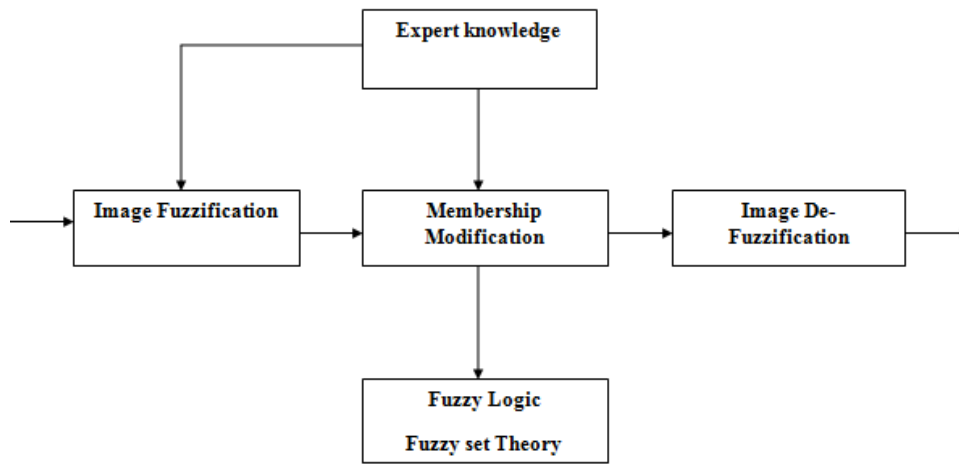 Expert knowledge
Image Fuzzification
Membership
Modification
Image De-
Fuzzification
Fuzzy Logic
Fuzzy set Theory